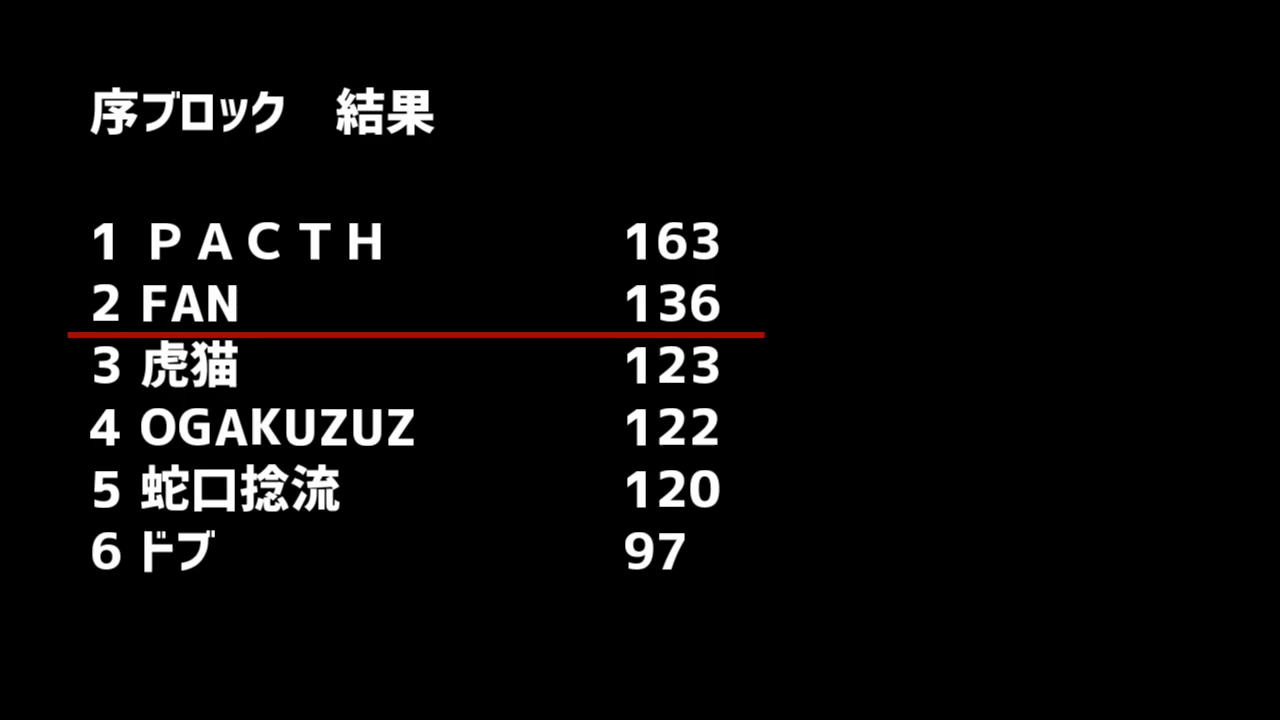 序ブロック　結果
1 ＰＡＣＴＨ 163
2 FAN 136
3 虎猫 123
4 OGAKUZUZ 122
5 蛇口捻流 120
6 ドブ 97